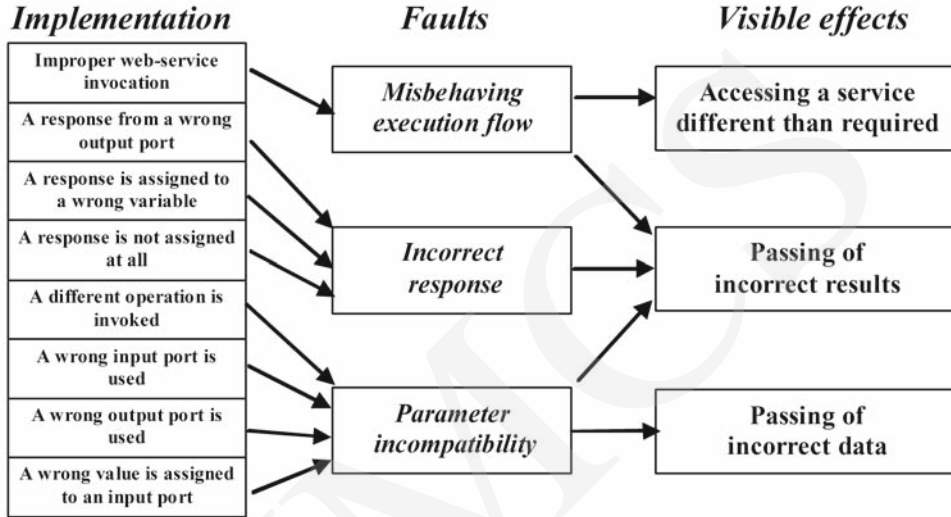 Implementation
Faults
Visible effects
Improper web-service
invocation
A response from a wrong
output port
A response is assigned to
a wrong variable
A response is not assigned
at all
A different operation is
invoked
A wrong input port is
used
A wrong output port is
used
A wrong value is assigned
to an input port
Misbehaving
execution flow
Incorrect
response
Parameter
incompatibility
Accessing a service
different than required
Passing of
incorrect results
Passing of
incorrect data